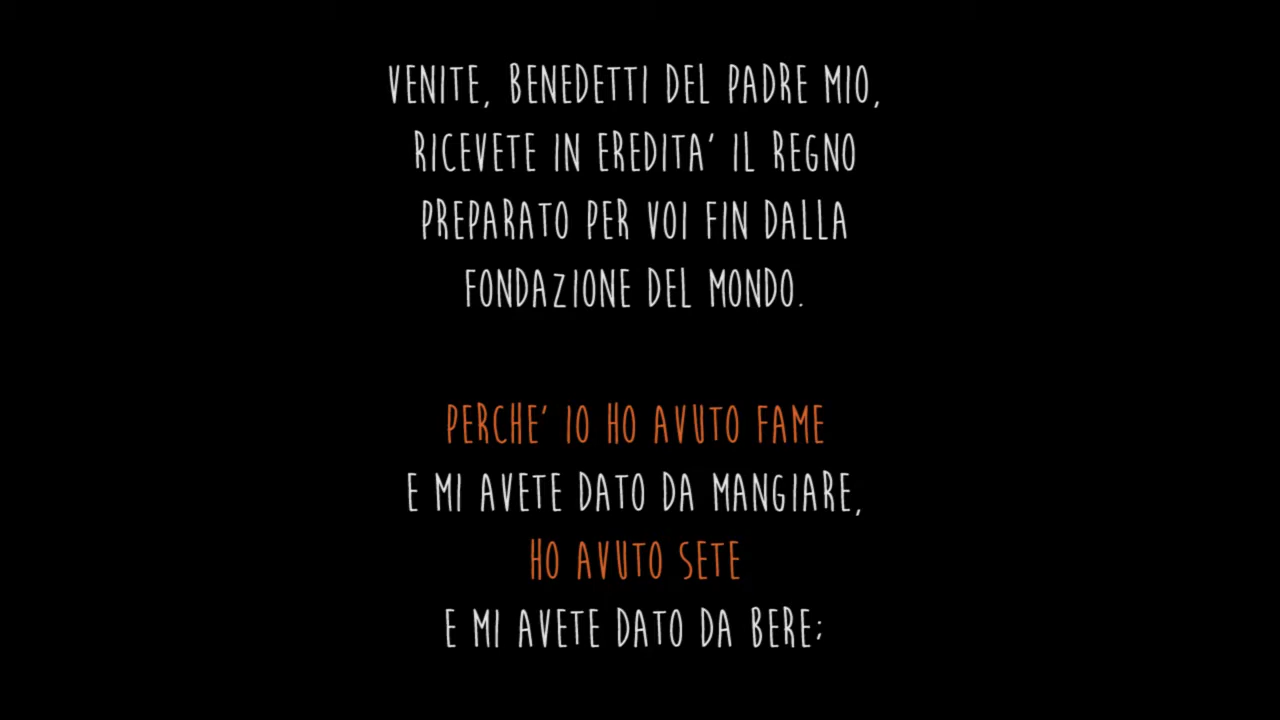 VENITE, BENEDETTI DEL PADRE MIO,
RICEVETE IN EREDITA' IL REGNO
PREPARATO PER VOI FIN DALLA
FONDAZIONE DEL MONDO.
PERCHE' IO HO AVUTO FAME
E MI AVETE DATO DA MANGIARE,
HO AVUTO SETE
E MI AVETE DATO DA BERE;